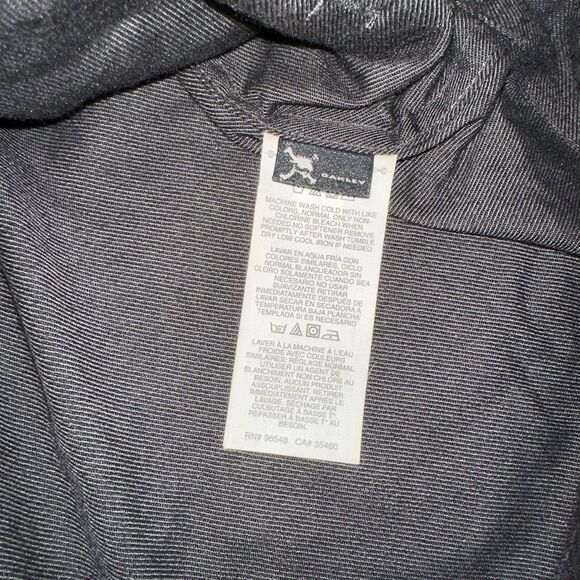 OAKLEY
MACHINE WASH COLD WITH LIKE
COLORS, NORMAL ONLY NON-
CHLORINE BLEACH WHEN
NEEDED NO SOFTENER REMOVE
PROMPTLY AFTER WASH TUMBLE
DRY LOW COOL IRON IF NEEDED
LAVAR EN AGUA FRÍA CON
COLORES SIMILARES, CICLO
NORMAL BLANQUEADOR SIN
CLORO SOLAMENTE CUANDO SEA
NECESARIO NO USAR
SUAVIZANTE RETIRAR
INMEDIATAMENTE DESPUÉS DE
LAVAR SECAR EN SECADORA A
TEMPERATURA BAJA PLANCHA
TEMPLADA SI ES NECESARIO
LAVER À LA MACHINE À L'EAU
FROIDE AVEC COULEURS
SIMILAIRES; RÉGLAGE NORMAL.
UTILISER UN AGENT DE
BLANCHIMENT NON CHLORÉ AU
BESOIN. AUCUN PRODUIT
ASSOUPLISSANT. RETIRER
IMMÉDIATEMENT APRÈS LE
LAVAGE. SÉCHAGE PAR
CULBUTAGE À BASSE T°
REPASSER À BASSE T° AU
BESOIN.
RN# 96548 CA# 35460